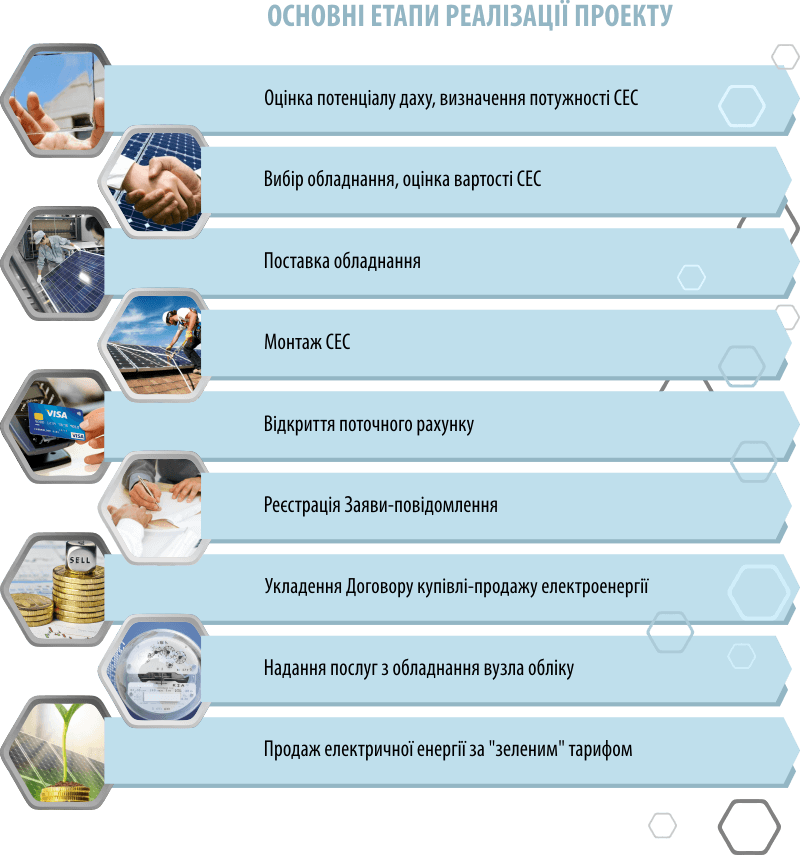 ОСНОВНІ ЕТАПИ РЕАЛІЗАЦІЇ ПРОЕКТУ
Оцінка потенціалу даху, визначення потужності СЕС
Вибір обладнання, оцінка вартості СЕС
Поставка обладнання
Монтаж СЕС
VISA
VISA
Відкриття поточного рахунку
Реєстрація Заяви-повідомлення
SELL
Укладення Договору купівлі-продажу електроенергії
Надання послуг з обладнання вузла обліку
Продаж електричної енергії за "зеленим" тарифом